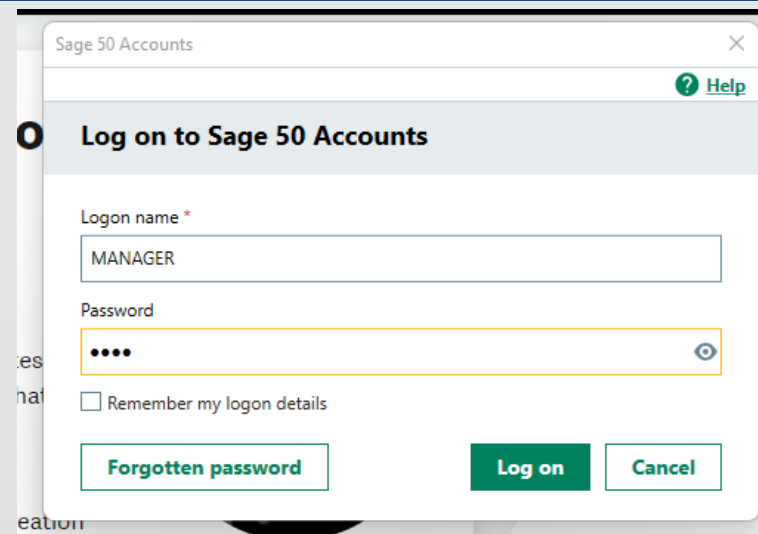 Sage 50 Accounts
Help
Log on to Sage 50 Accounts
Logon name *
MANAGER
Password
••••
Remember my logon details
Forgotten password
Log on
Cancel